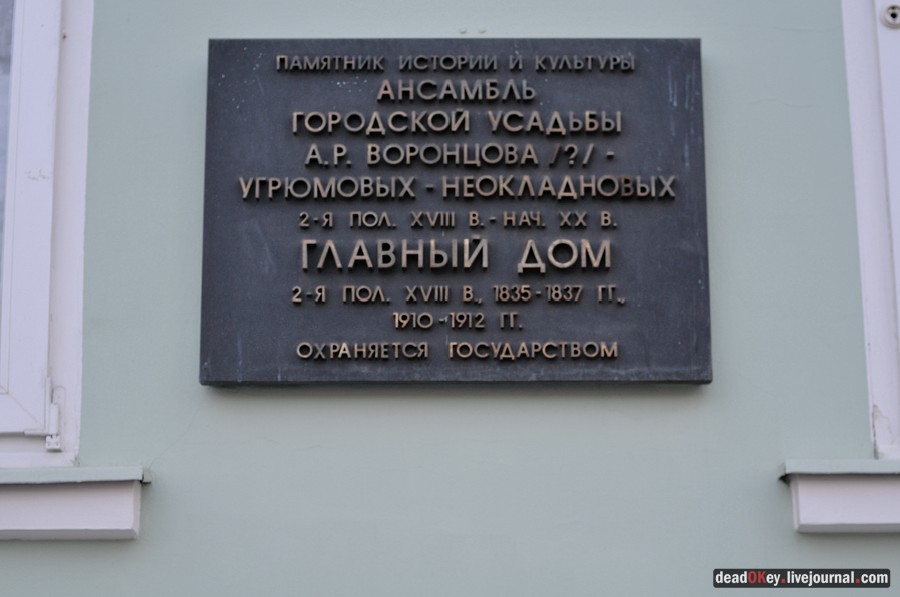 ПАМЯТНИК ИСТОРИИ И КУЛЬТУРЫ
АНСАМБЛЬ
ГОРОДСКОЙ УСАДЬБЫ
А.Р. ВОРОНЦОВА /?/ -
УГРЮМОВЫХ - НЕОКЛАДНОВЫХ
2-Я ПОЛ. XVIII В. - НАЧ. XX В.
ГЛАВНЫЙ ДОМ
2-Я ПОЛ. XVIII В., 1835-1837 ГГ.,
1910-1912 ГГ.
ОХРАНЯЕТСЯ ГОСУДАРСТВОМ
deadOKey.livejournal.com